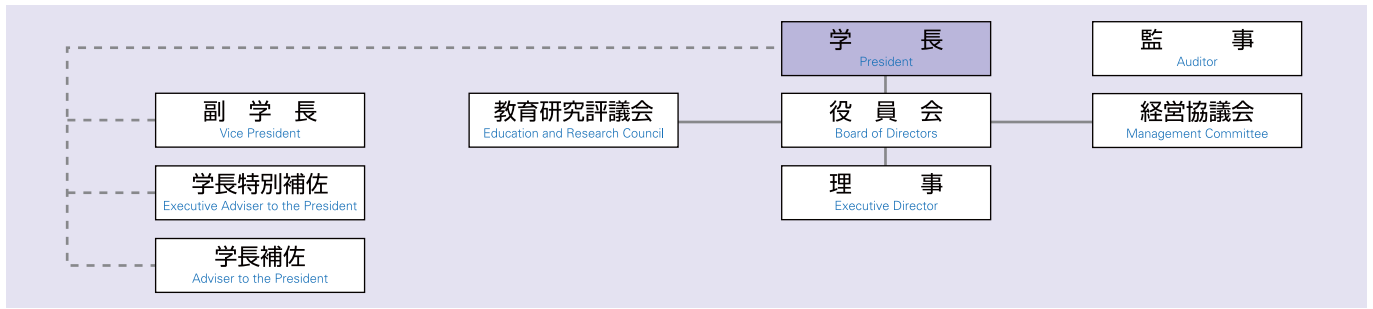 学長
President
監事
Auditor
副学長
Vice President
教育研究評議会
Education and Research Council
役員会
Board of Directors
経営協議会
Management Committee
学長特別補佐
Executive Adviser to the President
理事
Executive Director
学長補佐
Adviser to the President